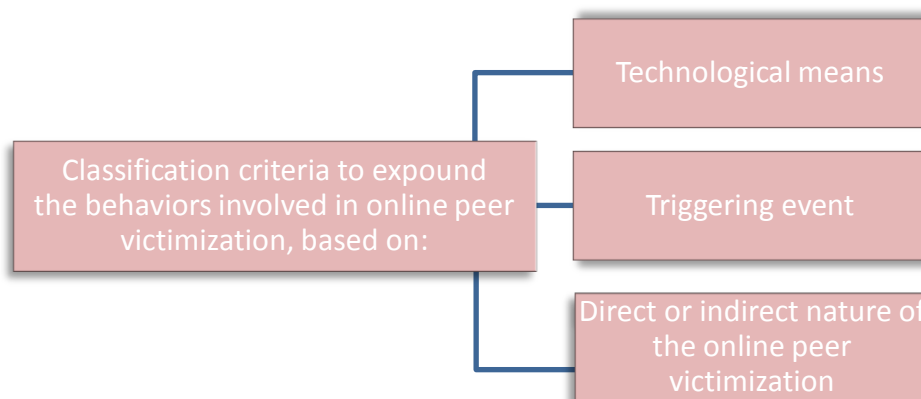 Technological means
Classification criteria to expound
the behaviors involved in online peer
victimization, based on:
Triggering event
Direct or indirect nature of
the online peer
victimization